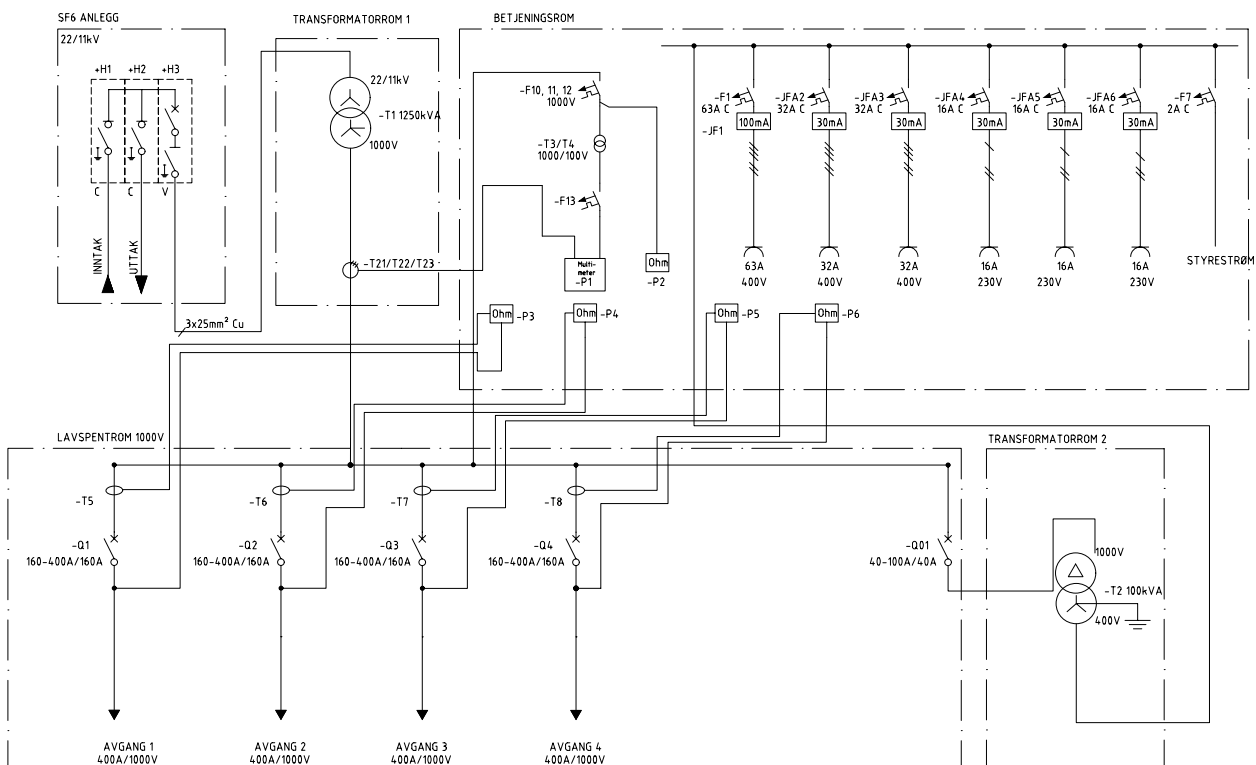 SF6 ANLEGG
22/11kV
+H1
+H2
+H3
C
C
V
INNTAK
UTTAK
3x25mm² Cu
TRANSFORMATORROM 1
22/11kV
-T1 1250kVA
1000V
-T21/T22/T23
BETJENINGSROM
-F10, 11, 12
1000V
-T3/T4
1000/100V
-F13
Multi-
meter
-P1
Ohm
-P2
Ohm -P3
Ohm -P4
Ohm -P5
Ohm -P6
-F1
63A C
100mA
-JF1
63A
400V
-JFA2
32A C
30mA
32A
400V
-JFA3
32A C
30mA
32A
400V
-JFA4
16A C
30mA
16A
230V
-JFA5
16A C
30mA
16A
230V
-JFA6
16A C
30mA
16A
230V
-F7
2A C
STYRESTRØM
LAVSPENTROM 1000V
-T5
-T6
-T7
-T8
-Q1
160-400A/160A
-Q2
160-400A/160A
-Q3
160-400A/160A
-Q4
160-400A/160A
-Q01
40-100A/40A
AVGANG 1
400A/1000V
AVGANG 2
400A/1000V
AVGANG 3
400A/1000V
AVGANG 4
400A/1000V
TRANSFORMATORROM 2
1000V
-T2 100kVA
400V